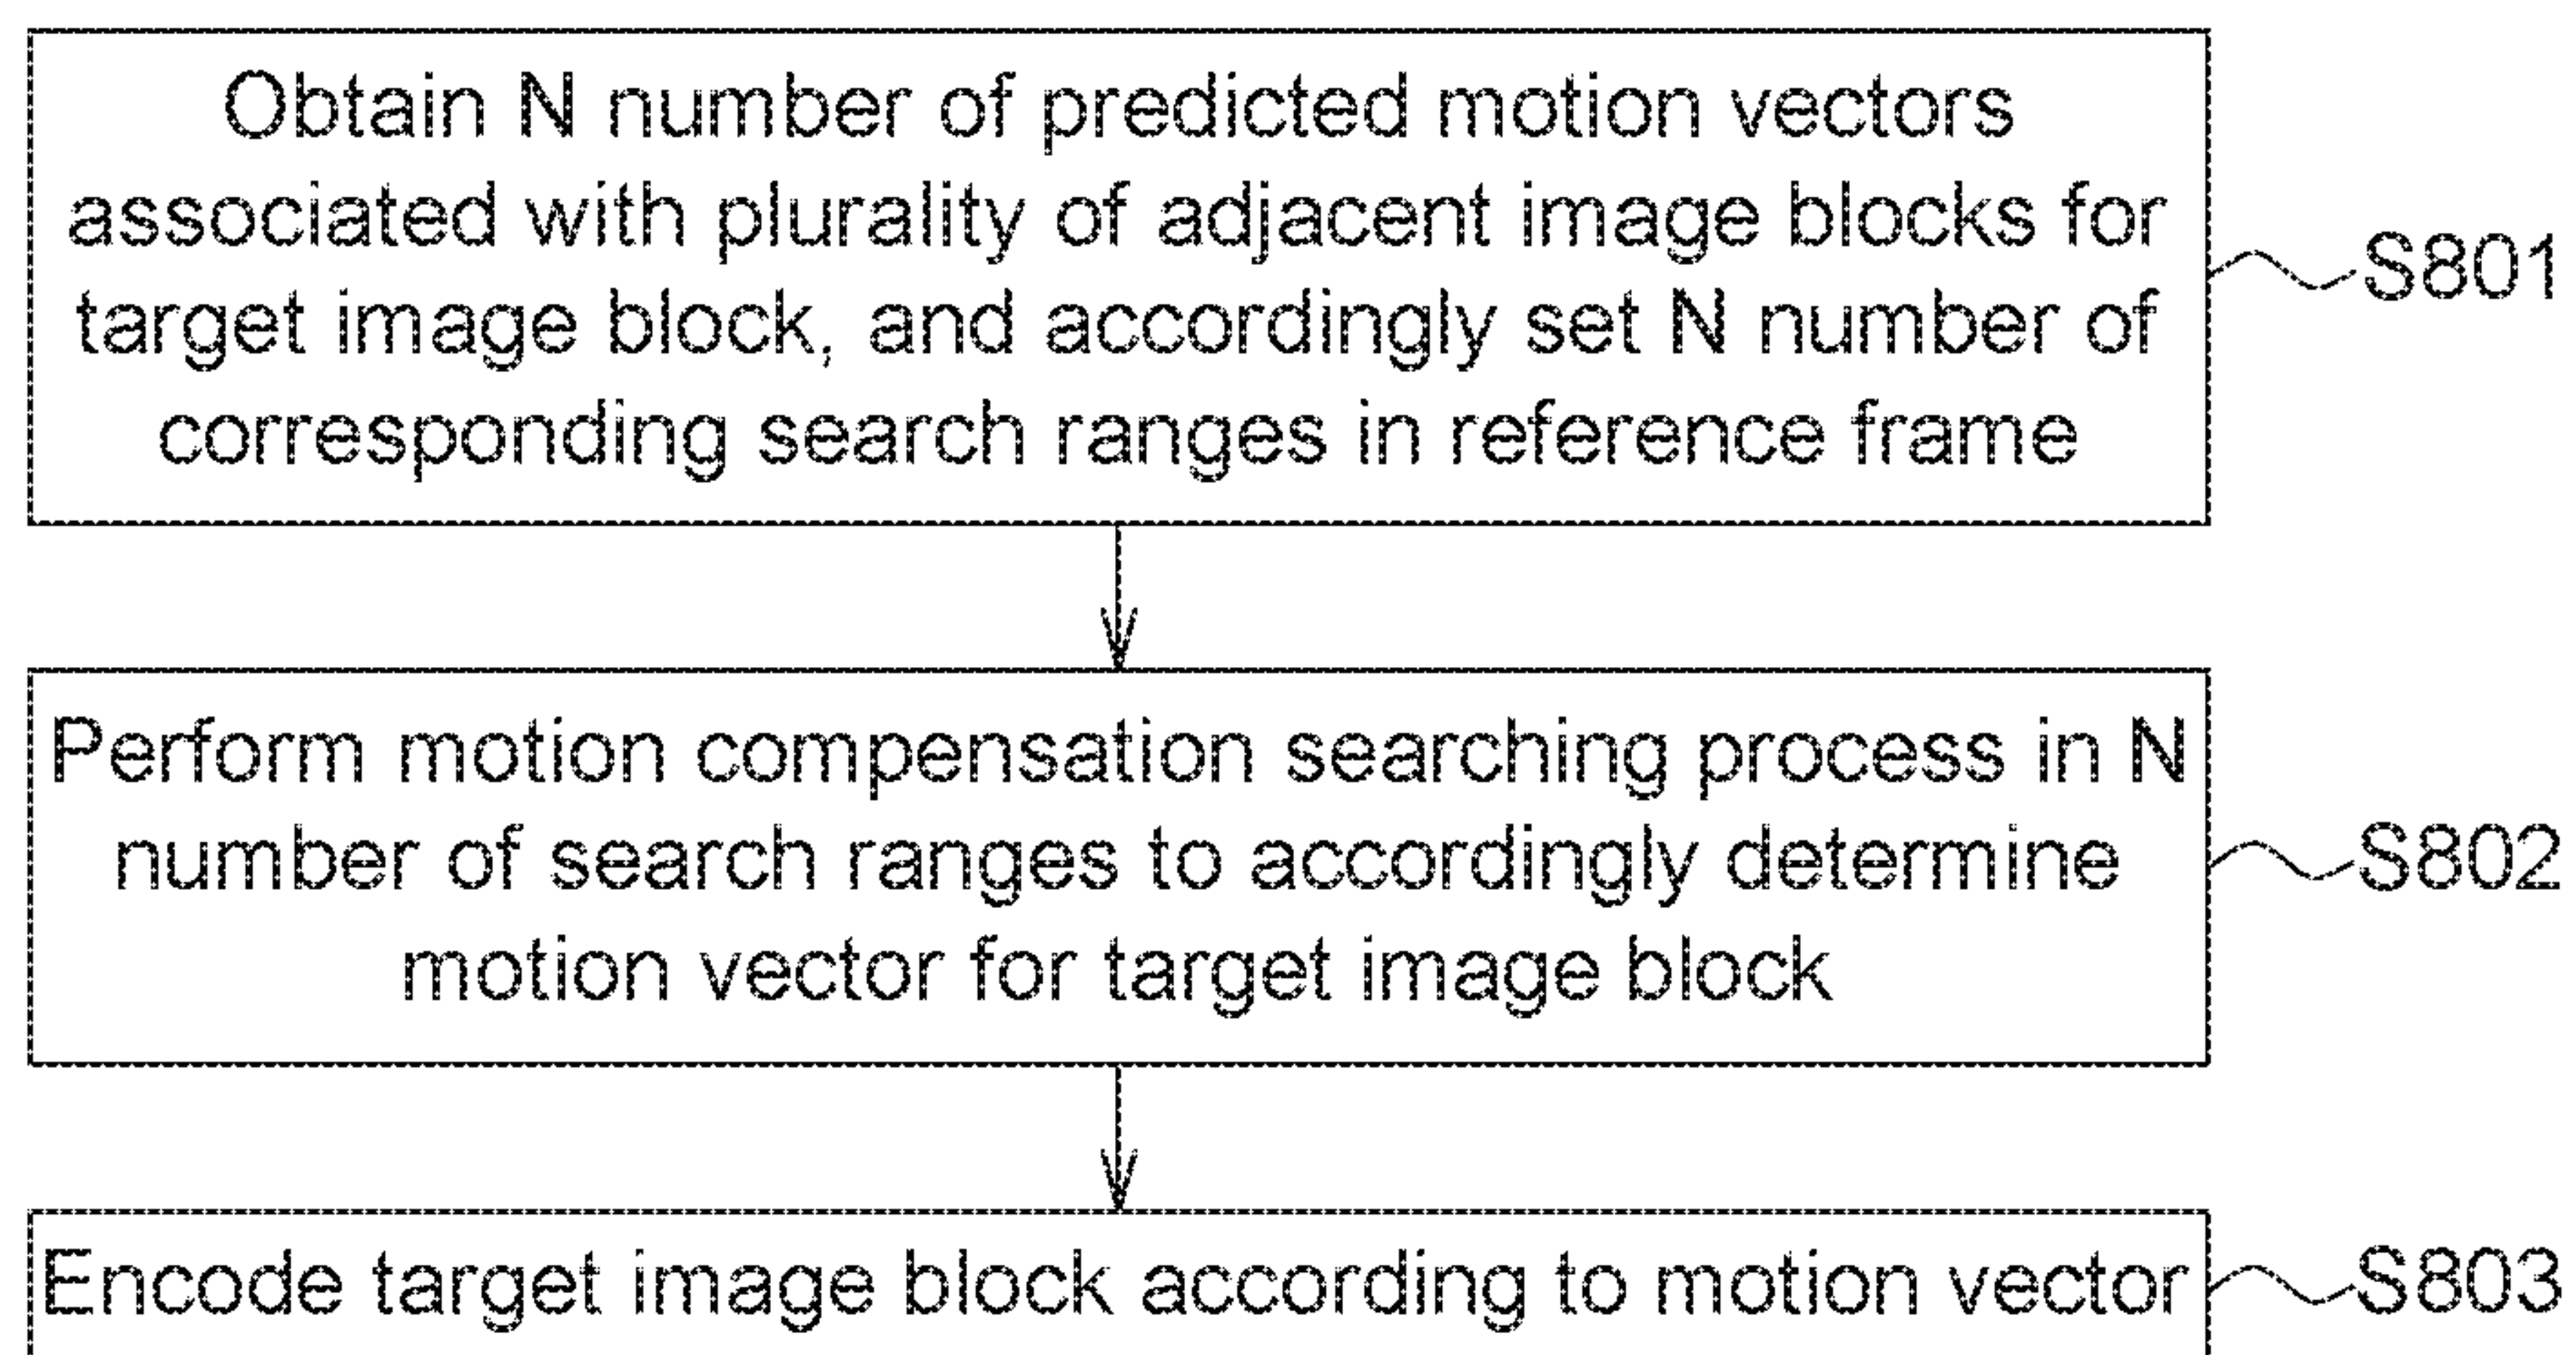 Obtain N number of predicted motion vectors
associated with plurality of adjacent image blocks for
target image block, and accordingly set N number of
corresponding search ranges in reference frame
S801
Perform motion compensation searching process in N
number of search ranges to accordingly determine
motion vector for target image block
S802
Encode target image block according to motion vector
S803